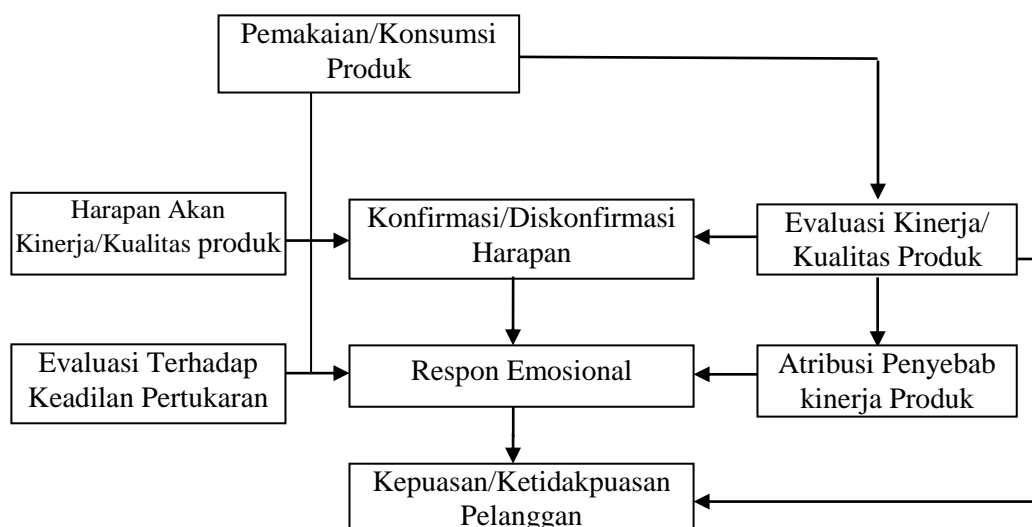 Pemakaian/Konsumsi
Produk
Harapan Akan
Kinerja/Kualitas produk
Konfirmasi/Diskonfirmasi
Harapan
Evaluasi Kinerja/
Kualitas Produk
Evaluasi Terhadap
Keadilan Pertukaran
Respon Emosional
Atribusi Penyebab
kinerja Produk
Kepuasan/Ketidakpuasan
Pelanggan